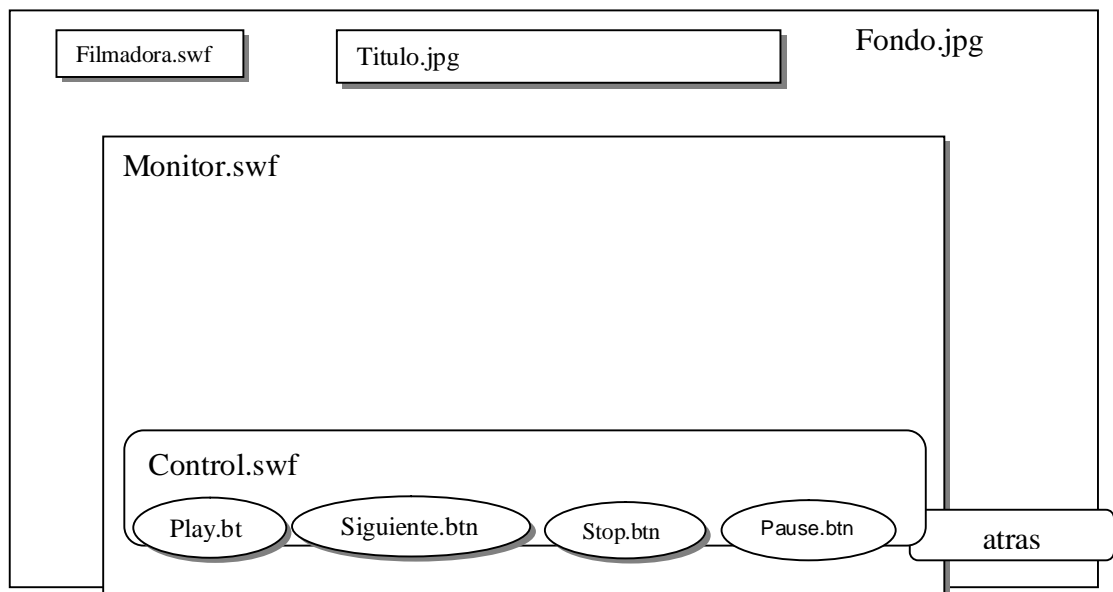 Filmadora.swf
Titulo.jpg
Fondo.jpg
Monitor.swf
Control.swf
Play.bt
Siguiente.btn
Stop.btn
Pause.btn
atras